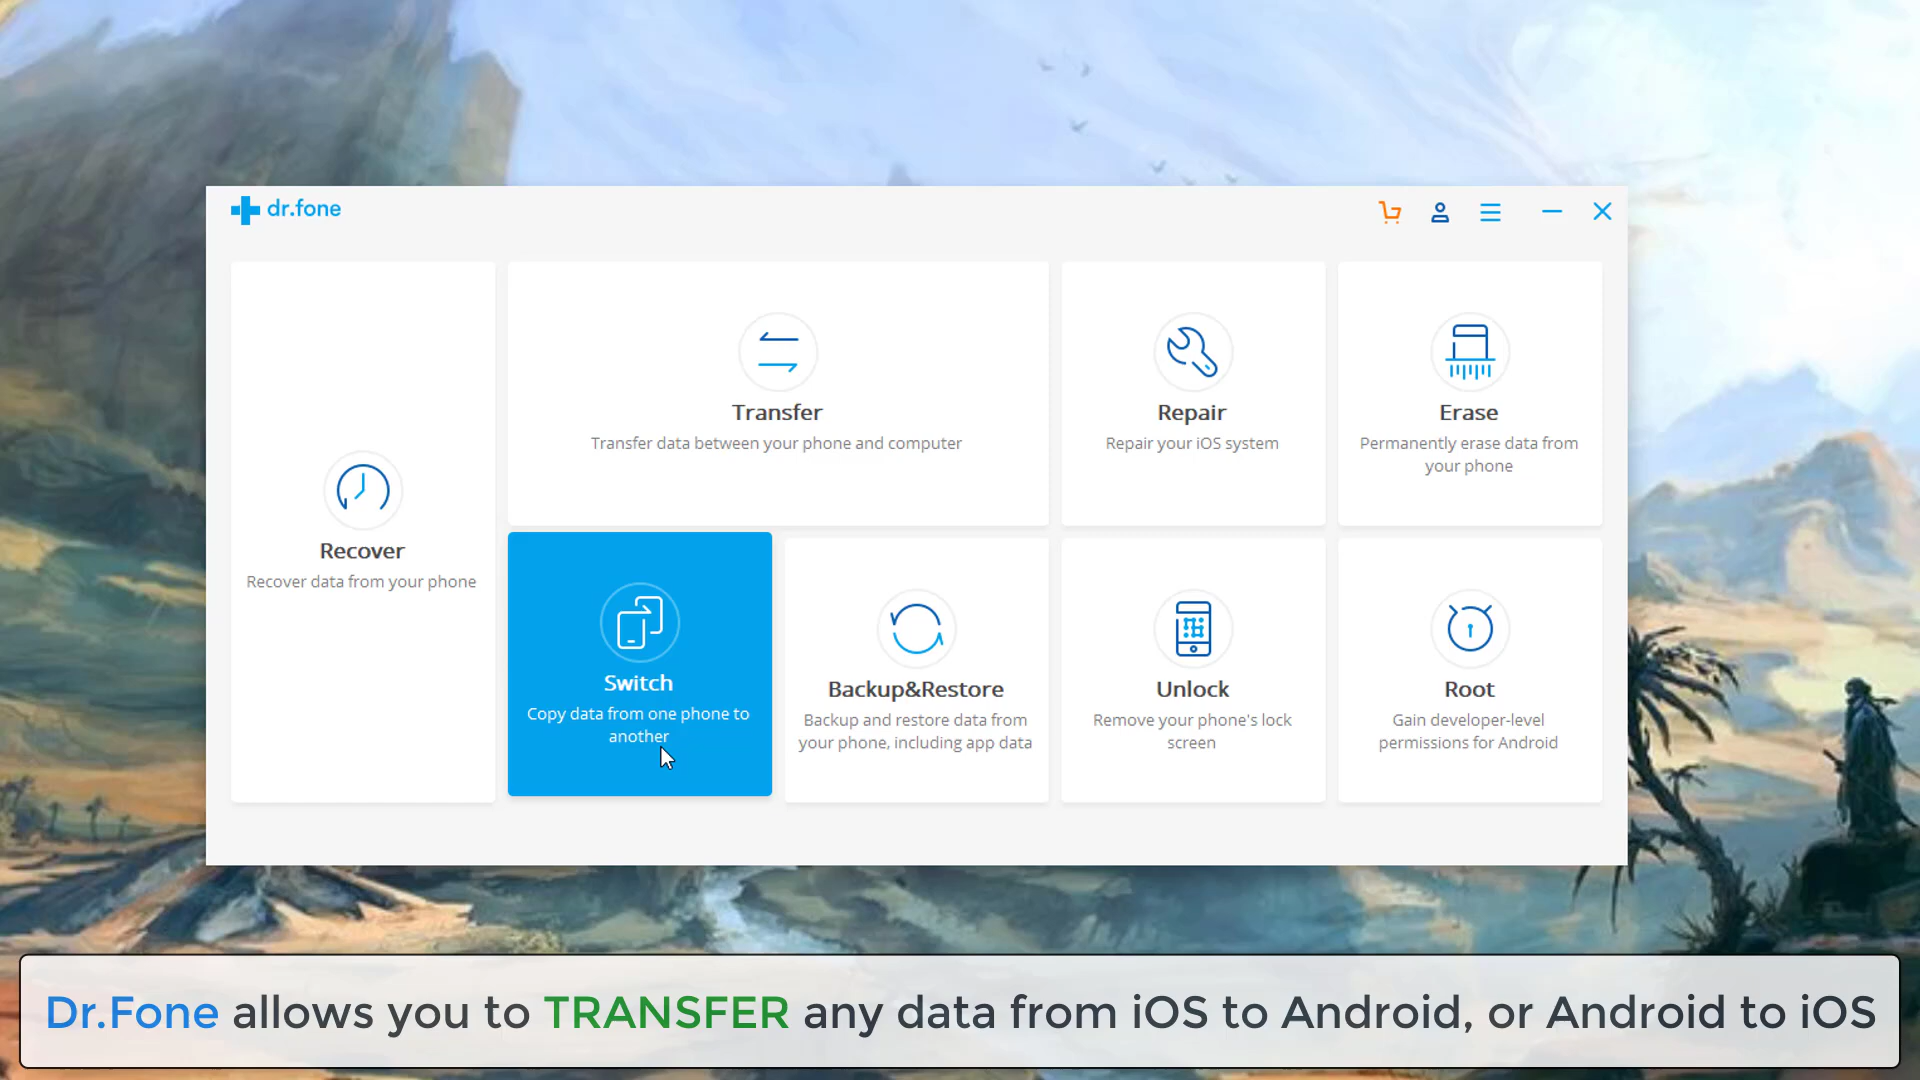 dr.fone
Recover
Recover data from your phone
Transfer
Transfer data between your phone and computer
Repair
Repair your iOS system
Erase
Permanently erase data from
your phone
Switch
Copy data from one phone to
another
Backup&Restore
Backup and restore data from
your phone, including app data
Unlock
Remove your phone's lock
screen
Root
Gain developer-level
permissions for Android
Dr.Fone allows you to TRANSFER any data from iOS to Android, or Android to iOS